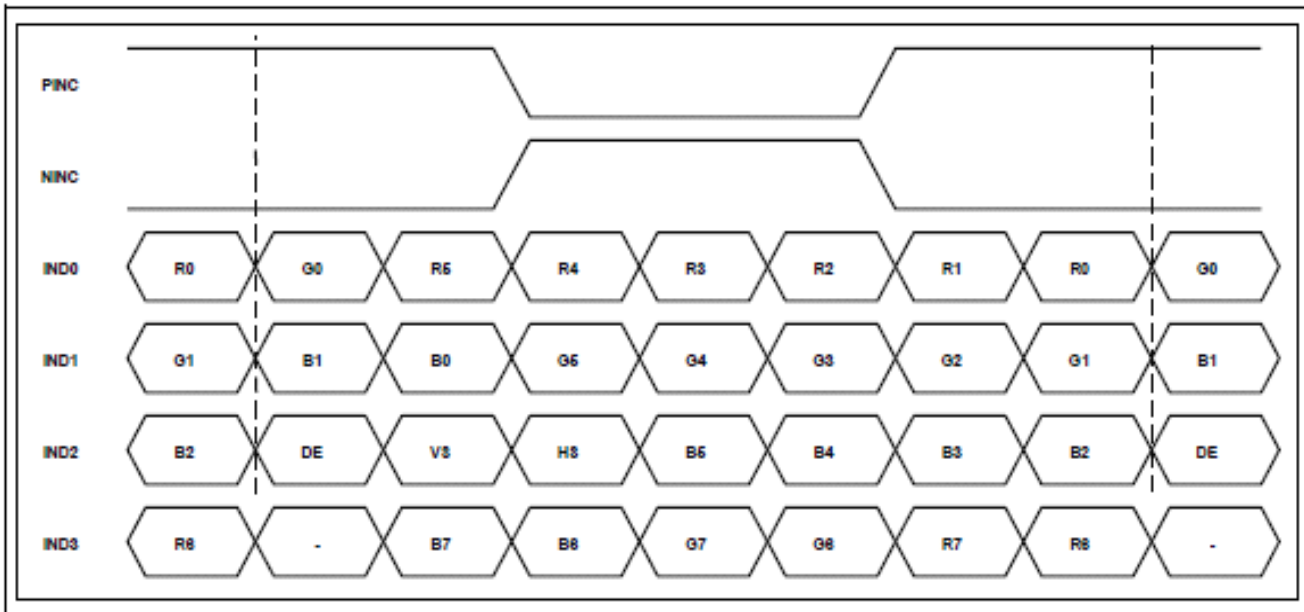 PINC
NINC
IND0 R0 G0 R5 R4 R3 R2 R1 R0 G0
IND1 G1 B1 B0 G5 G4 G3 G2 G1 B1
IND2 B2 DE VS HS B5 B4 B3 B2 DE
IND3 R6 - B7 B6 G7 G6 R7 R6 -